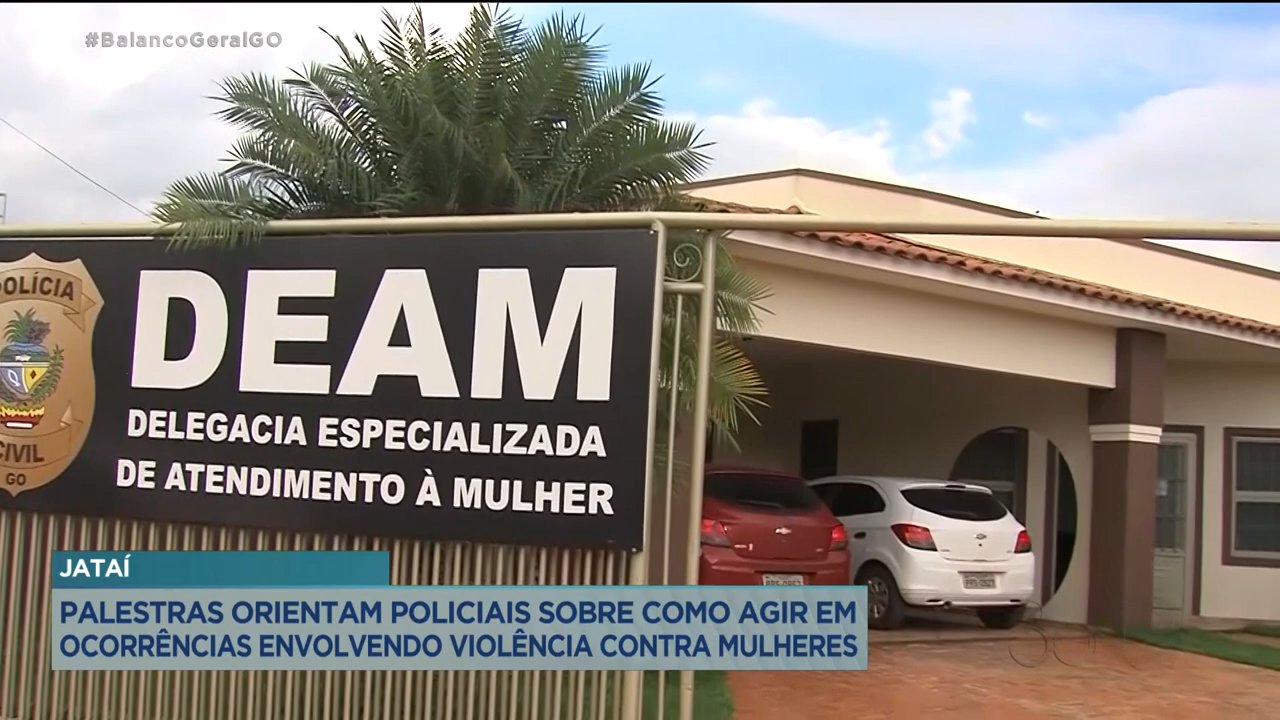 #BalancoGeralGO
POLÍCIA
CIVIL
GO
DEAM
DELEGACIA ESPECIALIZADA
DE ATENDIMENTO À MULHER
JATAÍ
PALESTRAS ORIENTAM POLICIAIS SOBRE COMO AGIR EM
OCORRÊNCIAS ENVOLVENDO VIOLÊNCIA CONTRA MULHERES